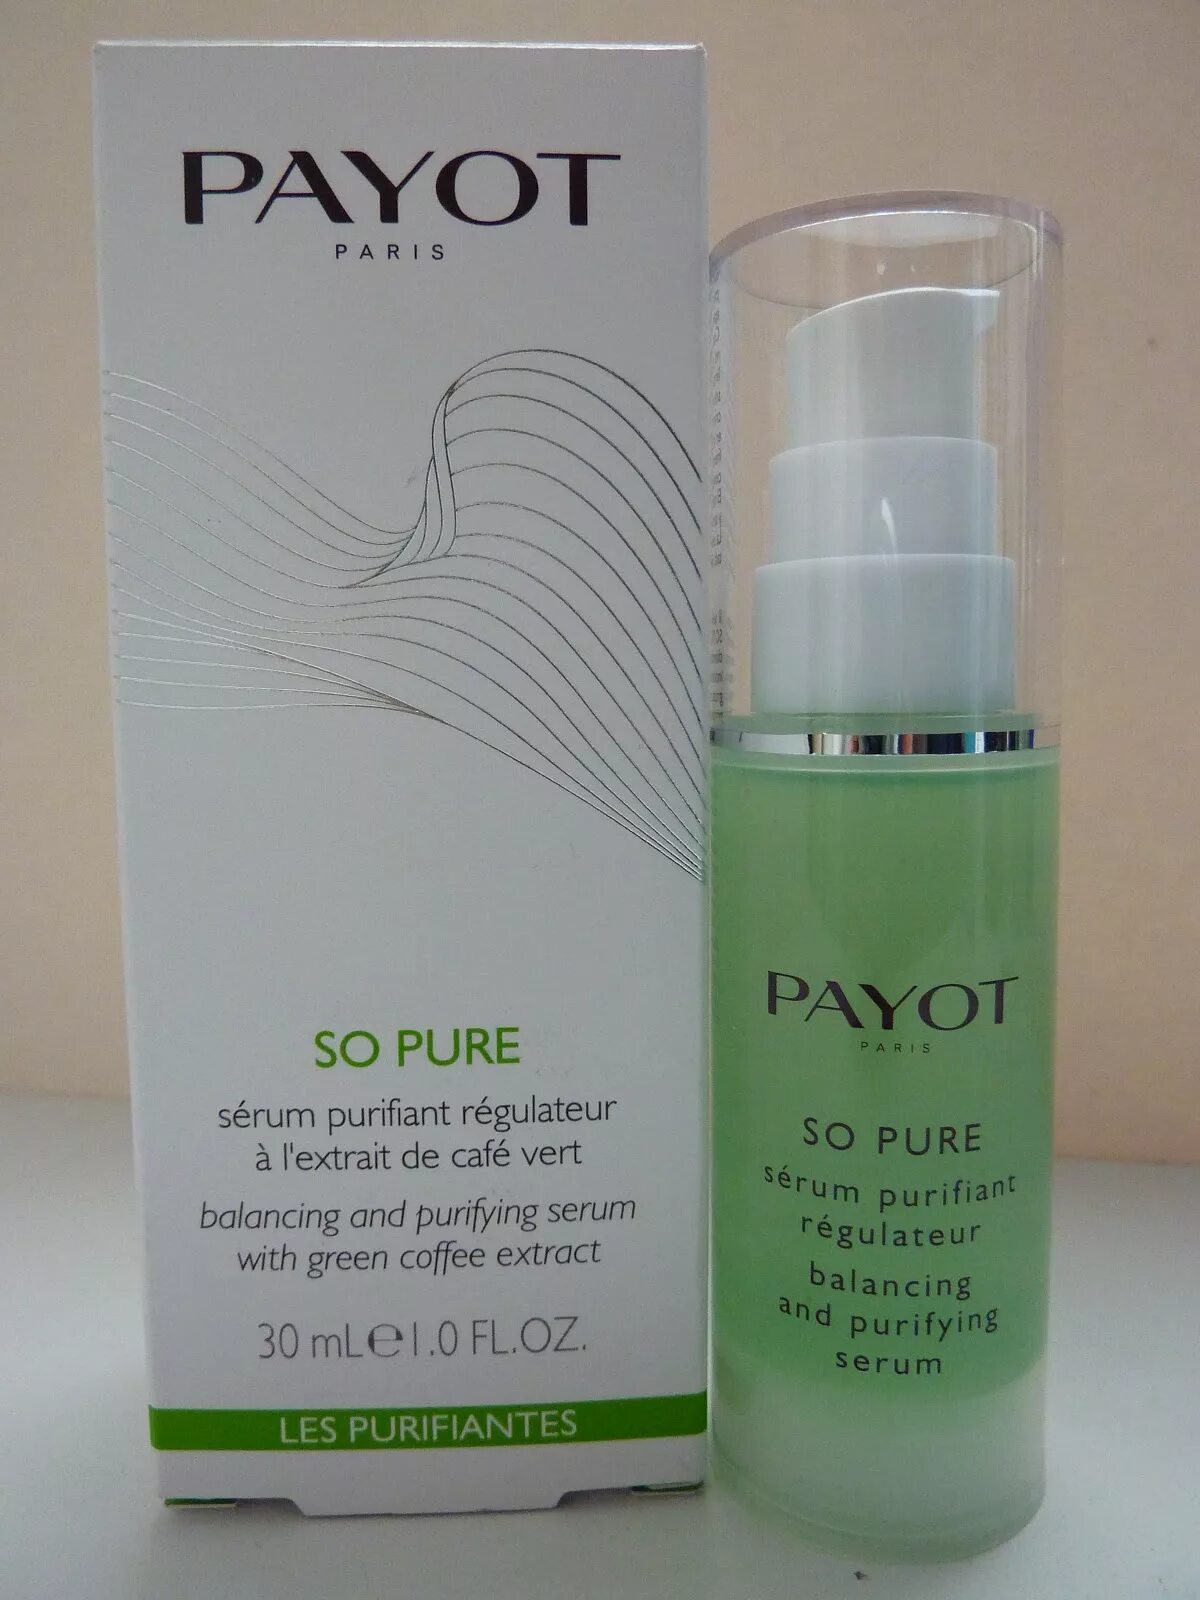 PAYOT
PARIS
SO PURE
sérum purifiant régulateur
à l'extrait de café vert
balancing and purifying serum
with green coffee extract
30 mL e 1.0 FL.OZ.
LES PURIFIANTES
PAYOT
PARIS
SO PURE
sérum purifiant
régulateur
balancing
and purifying
serum